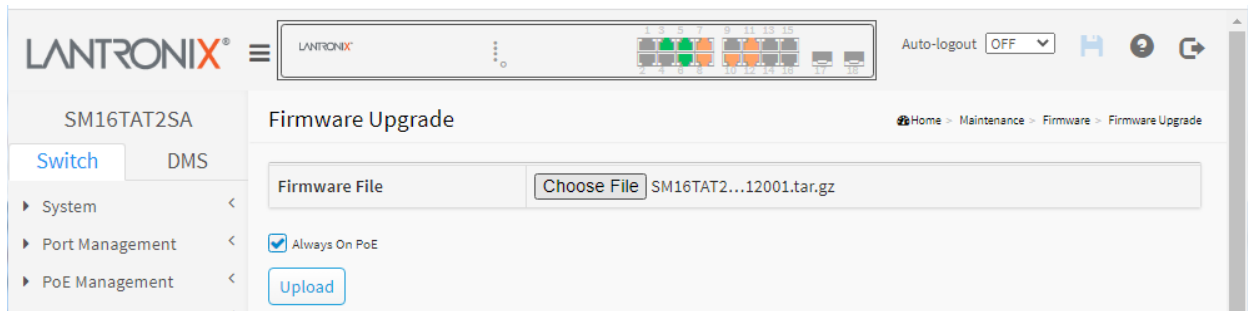 LANTRONIX®
LANTRONIX
1 3 5 7 9 11 13 15
2 4 6 8 10 12 14 16 17 18
Auto-logout OFF
SM16TAT2SA
Firmware Upgrade
Home > Maintenance > Firmware > Firmware Upgrade
Switch DMS
Firmware File Choose File SM16TAT2...12001.tar.gz
System
Port Management
PoE Management
Always On PoE
Upload